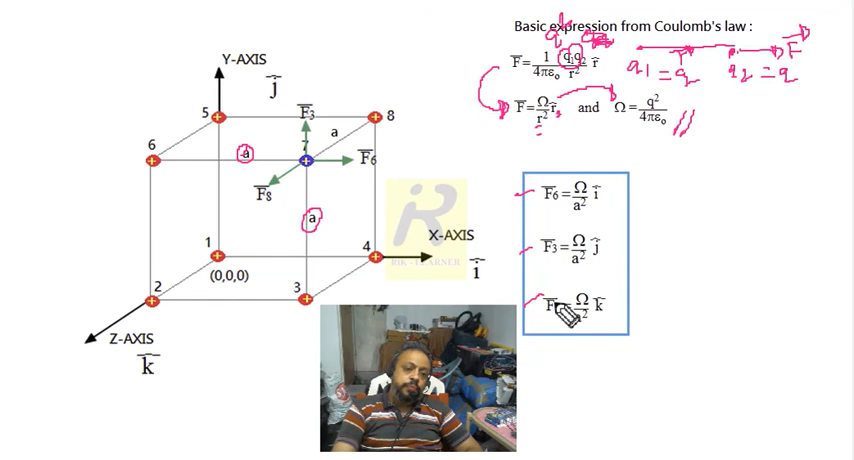 Basic expression from Coulomb's law :
q² q
F̅ = 1/4πε₀ q₁q₂/r² r̂
F̅
q1 = q q2 = q
F̅ = Ω/r² r̂, and Ω = q²/4πε₀
Y-AXIS
ĵ
5 F̅3 8
a
6 7
a F̅6
F̅8
a
F̅6 = Ω/a² î
1 X-AXIS
4
î
(0,0,0)
RIK - LEARNER
F̅3 = Ω/a² ĵ
2 3
Z-AXIS
k̂
F̅ = Ω/a² k̂